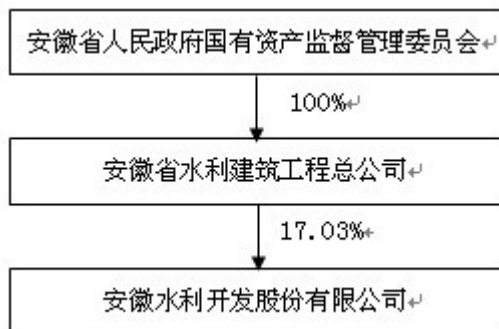 安徽省人民政府国有资产监督管理委员会↵
100%↵
安徽省水利建筑工程总公司↵
17.03%↵
安徽水利开发股份有限公司↵